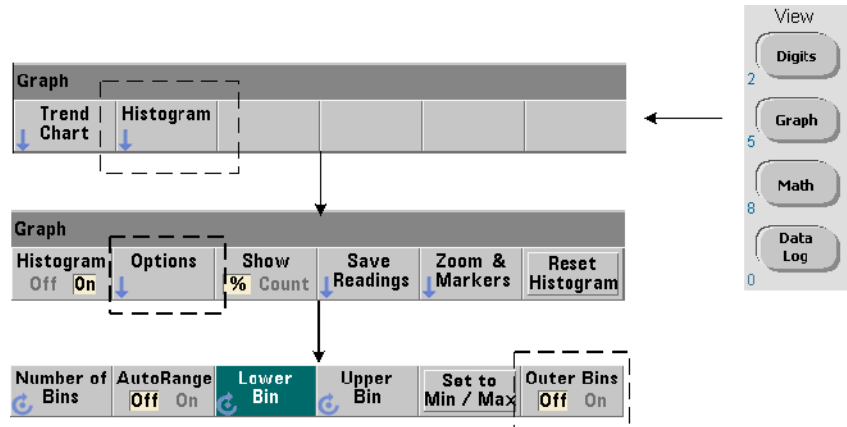 View
Digits
2
Graph
5
Math
8
Data
Log
0
Graph
Trend Chart
Histogram
Graph
Histogram
Off On
Options
Show
% Count
Save
Readings
Zoom &
Markers
Reset
Histogram
Number of
Bins
AutoRange
Off On
Lower
Bin
Upper
Bin
Set to
Min / Max
Outer Bins
Off On